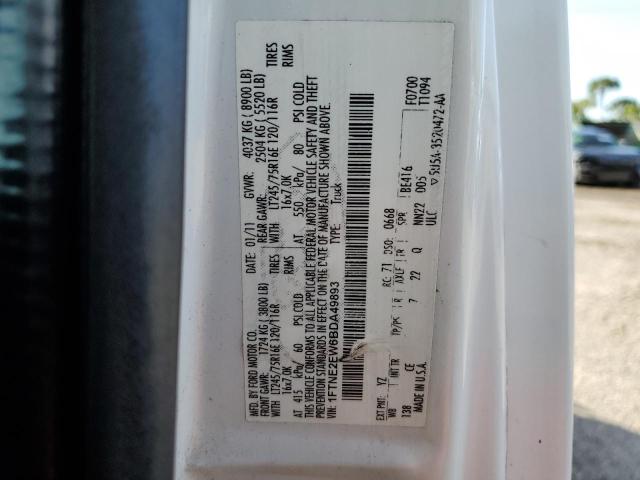 MFD. BY FORD MOTOR CO. 01/11 GVWR: 4037 KG ( 8900 LB)
FRONT GAWR: 1724 KG ( 3800 LB) REAR GAWR: 2504 KG ( 5520 LB)
WITH LT245/75R16E 120/116R TIRES WITH LT245/75R16E 120/116R TIRES
16x7.0K RIMS 16x7.0K RIMS
AT 415 kPa/ 60 PSI COLD AT 550 kPa/ 80 PSI COLD
THIS VEHICLE CONFORMS TO ALL APPLICABLE FEDERAL MOTOR VEHICLE SAFETY AND THEFT
PREVENTION STANDARDS IN EFFECT ON THE DATE OF MANUFACTURE SHOWN ABOVE.
VIN: 1FTNE2EW6BDA49893 TYPE: Truck
F0700
T1094
EXT PNT: YZ RC: 71 DSO: 0668 BE416
WB INT TR TP/PS R AXLE TR SPR
138 CE 7 22 Q NN22 005
MADE IN U.S.A. ULC